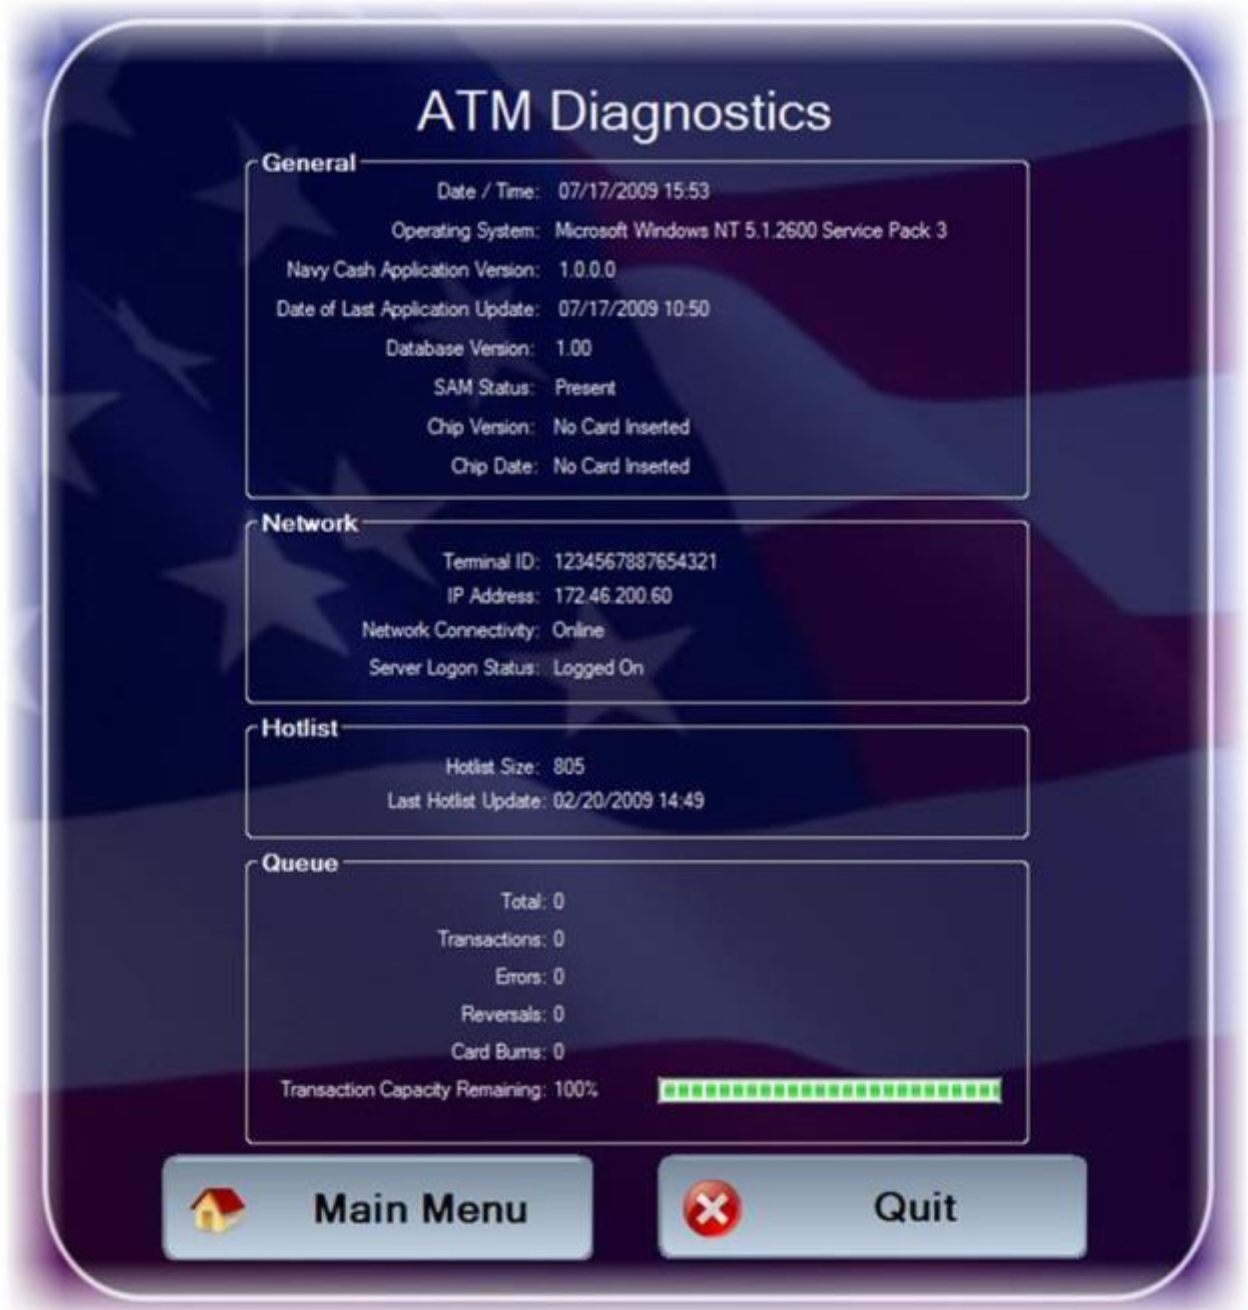 ATM Diagnostics
General
Date / Time: 07/17/2009 15:53
Operating System: Microsoft Windows NT 5.1.2600 Service Pack 3
Navy Cash Application Version: 1.0.0.0
Date of Last Application Update: 07/17/2009 10:50
Database Version: 1.00
SAM Status: Present
Chip Version: No Card Inserted
Chip Date: No Card Inserted
Network
Terminal ID: 1234567887654321
IP Address: 172.46.200.60
Network Connectivity: Online
Server Logon Status: Logged On
Hotlist
Hotlist Size: 805
Last Hotlist Update: 02/20/2009 14:49
Queue
Total: 0
Transactions: 0
Errors: 0
Reversals: 0
Card Burns: 0
Transaction Capacity Remaining: 100%
Main Menu
Quit